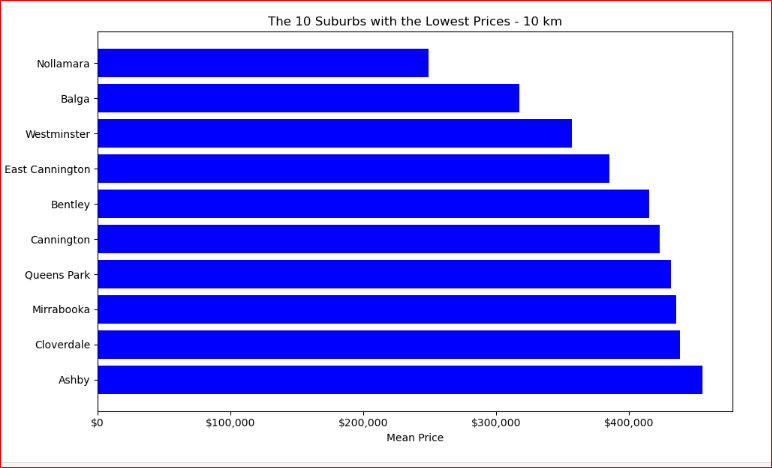 The 10 Suburbs with the Lowest Prices - 10 km
Nollamara
Balga
Westminster
East Cannington
Bentley
Cannington
Queens Park
Mirrabooka
Cloverdale
Ashby
$0 $100,000 $200,000 $300,000 $400,000
Mean Price